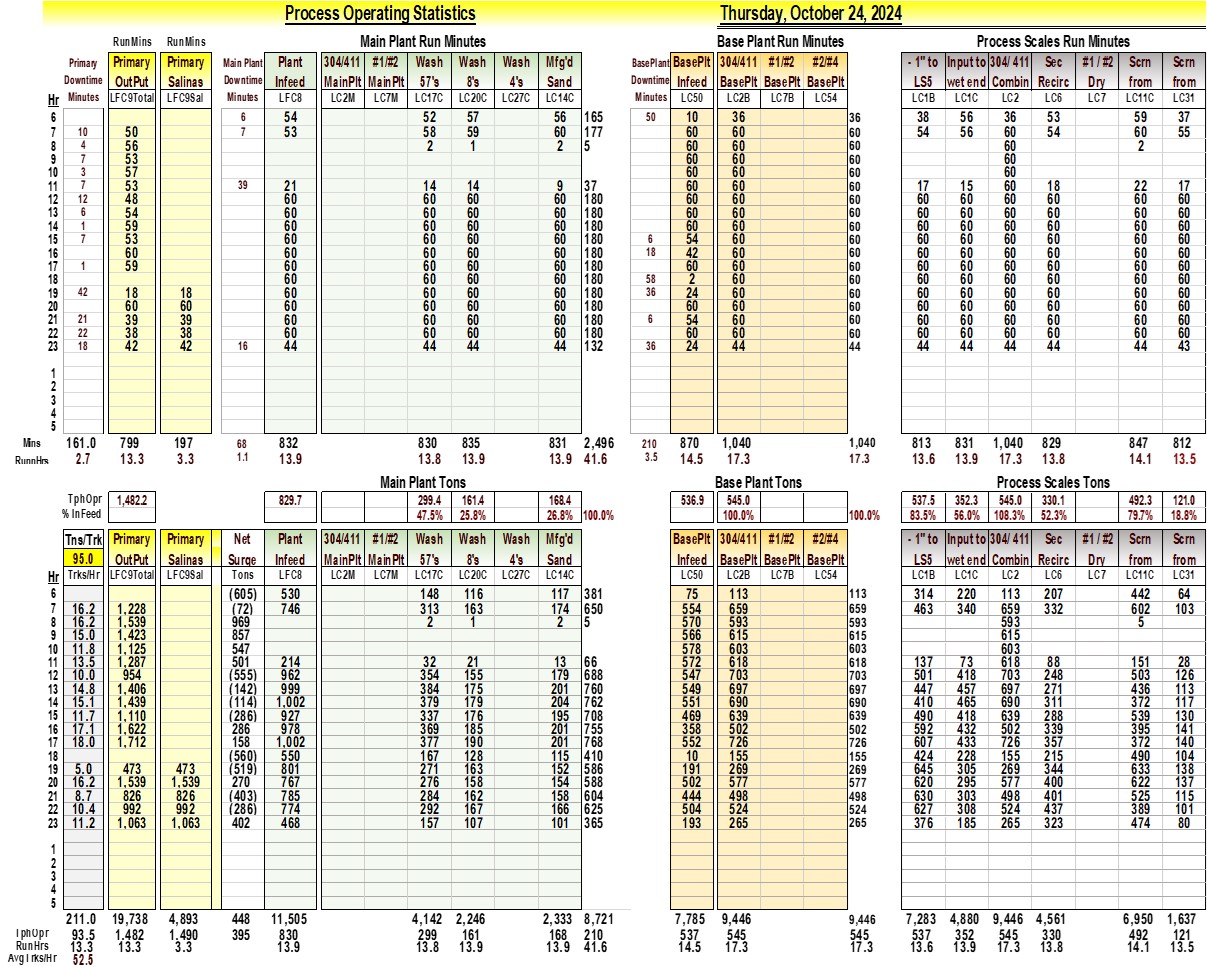 Process Operating Statistics Thursday, October 24, 2024
RunMins RunMins Main Plant Run Minutes Base Plant Run Minutes Process Scales Run Minutes
Primary Primary Primary Main Plant Plant 304/411 #1/#2 Wash Wash Wash Mfg'd BasePlant BasePlt 304/411 #1/#2 #2/#4 - 1" to Input to 304/ 411 Sec #1 / #2 Scrn Scrn
Downtime OutPut Salinas Downtime Infeed MainPlt MainPlt 57's 8's 4's Sand Downtime Infeed BasePlt BasePlt BasePlt LS5 wet end Combin Recirc Dry from from
Hr Minutes LFC9Total LFC9Sal Minutes LFC8 LC2M LC7M LC17C LC20C LC27C LC14C Minutes LC50 LC2B LC7B LC54 LC1B LC1C LC2 LC6 LC7 LC11C LC31
6 6 54 52 57 56 165 50 10 36 36 38 56 36 53 59 37
7 10 50 7 53 58 59 60 177 60 60 60 54 56 60 54 60 55
8 4 56 2 1 2 5 60 60 60 60 2
9 7 53 60 60 60 60
10 3 57 60 60 60 60
11 7 53 39 21 14 14 9 37 60 60 60 17 15 60 18 22 17
12 12 48 60 60 60 60 180 60 60 60 60 60 60 60 60 60
13 6 54 60 60 60 60 180 60 60 60 60 60 60 60 60 60
14 1 59 60 60 60 60 180 60 60 60 60 60 60 60 60 60
15 7 53 60 60 60 60 180 6 54 60 60 60 60 60 60 60 60
16 60 60 60 60 60 180 18 42 60 60 60 60 60 60 60 60
17 1 59 60 60 60 60 180 60 60 60 60 60 60 60 60 60
18 60 60 60 60 180 58 2 60 60 60 60 60 60 60 60
19 42 18 18 60 60 60 60 180 36 24 60 60 60 60 60 60 60 60
20 60 60 60 60 60 60 180 60 60 60 60 60 60 60 60 60
21 21 39 39 60 60 60 60 180 6 54 60 60 60 60 60 60 60 60
22 22 38 38 60 60 60 60 180 60 60 60 60 60 60 60 60 60
23 18 42 42 16 44 44 44 44 132 36 24 44 44 44 44 44 44 44 43
1
2
3
4
5
Mins 161.0 799 197 68 832 830 835 831 2,496 210 870 1,040 1,040 813 831 1,040 829 847 812
RunnHrs 2.7 13.3 3.3 1.1 13.9 13.8 13.9 13.9 41.6 3.5 14.5 17.3 17.3 13.6 13.9 17.3 13.8 14.1 13.5
Main Plant Tons Base Plant Tons Process Scales Tons
TphOpr 1,482.2 829.7 299.4 161.4 168.4 536.9 545.0 537.5 352.3 545.0 330.1 492.3 121.0
% InFeed 47.5% 25.8% 26.8% 100.0% 100.0% 100.0% 83.5% 56.0% 108.3% 52.3% 79.7% 18.8%
Tns/Trk Primary Primary Net Plant 304/411 #1/#2 Wash Wash Wash Mfg'd BasePlt 304/411 #1/#2 #2/#4 - 1" to Input to 304/ 411 Sec #1 / #2 Scrn Scrn
95.0 OutPut Salinas Surge Infeed MainPlt MainPlt 57's 8's 4's Sand Infeed BasePlt BasePlt BasePlt LS5 wet end Combin Recirc Dry from from
Hr Trks/Hr LFC9Total LFC9Sal Tons LFC8 LC2M LC7M LC17C LC20C LC27C LC14C LC50 LC2B LC7B LC54 LC1B LC1C LC2 LC6 LC7 LC11C LC31
6 (605) 530 148 116 117 381 75 113 113 314 220 113 207 442 64
7 16.2 1,228 (72) 746 313 163 174 650 554 659 659 463 340 659 332 602 103
8 16.2 1,539 969 2 1 2 5 570 593 593 593 5
9 15.0 1,423 857 566 615 615 615
10 11.8 1,125 547 578 603 603 603
11 13.5 1,287 501 214 32 21 13 66 572 618 618 137 73 618 88 151 28
12 10.0 954 (555) 962 354 155 179 688 547 703 703 501 418 703 248 503 126
13 14.8 1,406 (142) 999 384 175 201 760 549 697 697 447 457 697 271 436 113
14 15.1 1,439 (114) 1,002 379 179 204 762 551 690 690 410 465 690 311 372 117
15 11.7 1,110 (286) 927 337 176 195 708 469 639 639 490 418 639 288 539 130
16 17.1 1,622 286 978 369 185 201 755 358 502 502 592 432 502 339 395 141
17 18.0 1,712 158 1,002 377 190 201 768 552 726 726 607 433 726 357 372 140
18 (560) 550 167 128 115 410 10 155 155 424 228 155 215 490 104
19 5.0 473 473 (519) 801 271 163 152 586 191 269 269 645 305 269 344 633 138
20 16.2 1,539 1,539 270 767 276 158 154 588 502 577 577 620 295 577 400 622 137
21 8.7 826 826 (403) 785 284 162 158 604 444 498 498 630 303 498 401 525 115
22 10.4 992 992 (286) 774 292 167 166 625 504 524 524 627 308 524 437 389 101
23 11.2 1,063 1,063 402 468 157 107 101 365 193 265 265 376 185 265 323 474 80
1
2
3
4
5
211.0 19,738 4,893 448 11,505 4,142 2,246 2,333 8,721 7,785 9,446 9,446 7,283 4,880 9,446 4,561 6,950 1,637
TphOpr 93.5 1,482 1,490 395 830 299 161 168 210 537 545 545 537 352 545 330 492 121
RunHrs 13.3 13.3 3.3 13.9 13.8 13.9 13.9 41.6 14.5 17.3 17.3 13.6 13.9 17.3 13.8 14.1 13.5
AvgTrks/Hr 52.5